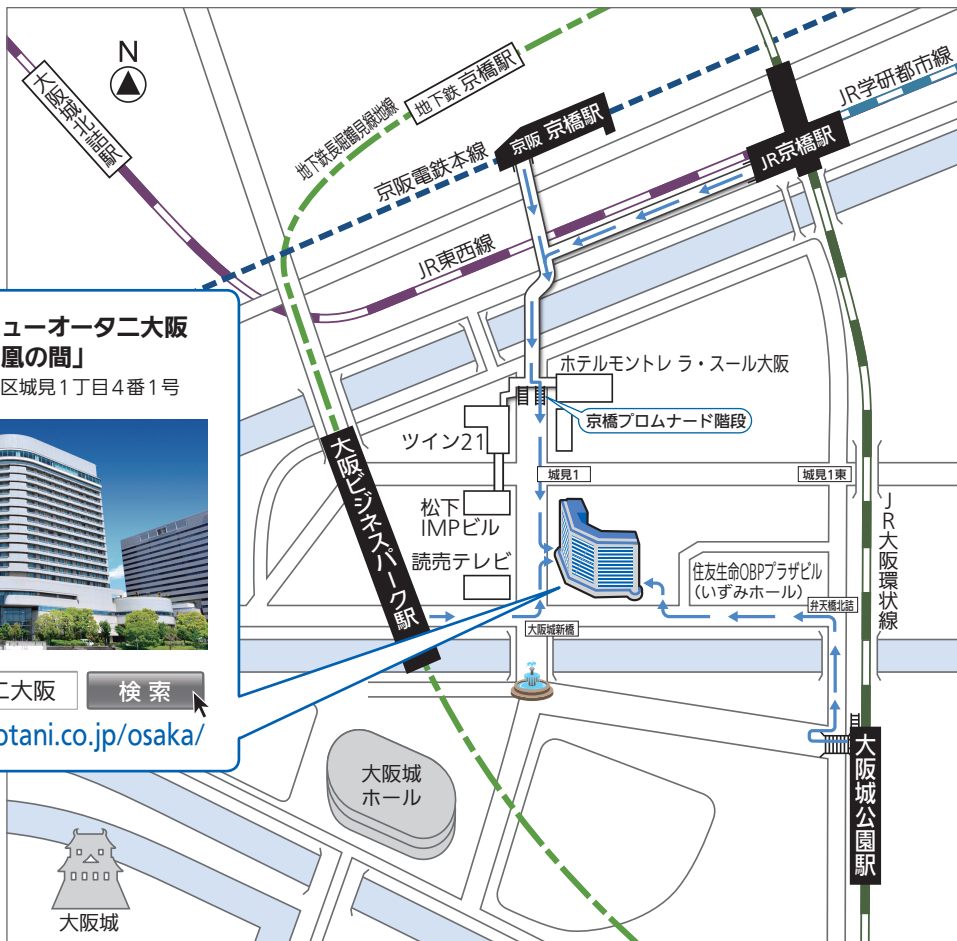 N
大阪城北詰駅
地下鉄長堀鶴見緑地線
地下鉄 京橋駅
京阪電鉄本線
京阪 京橋駅
JR学研都市線
JR京橋駅
JR東西線
ューオータニ大阪
凰の間」
区城見1丁目4番1号
ニ大阪
検 索
otani.co.jp/osaka/
ホテルモントレ ラ・スール大阪
京橋プロムナード階段
ツイン21
城見1
城見1東
松下
IMPビル
読売テレビ
大阪ビジネスパーク駅
住友生命OBPプラザビル
(いずみホール)
弁天橋北詰
大阪城新橋
JR大阪環状線
大阪城公園駅
大阪城
ホール
大阪城